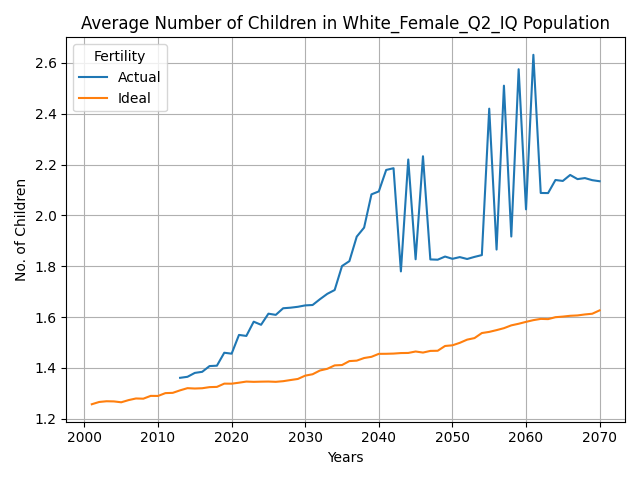 Average Number of Children in White_Female_Q2_IQ Population
Fertility
Actual
Ideal
No. of Children
2.6
2.4
2.2
2.0
1.8
1.6
1.4
1.2
2000 2010 2020 2030 2040 2050 2060 2070
Years